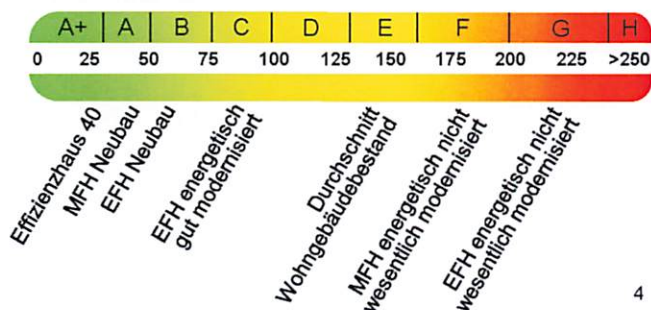 A+ A B C D E F G H
0 25 50 75 100 125 150 175 200 225 >250
Effizienzhaus 40
MFH Neubau
EFH Neubau
EFH energetisch
gut modernisiert
Durchschnitt
Wohngebäudebestand
MFH energetisch nicht
wesentlich modernisiert
EFH energetisch nicht
wesentlich modernisiert
4